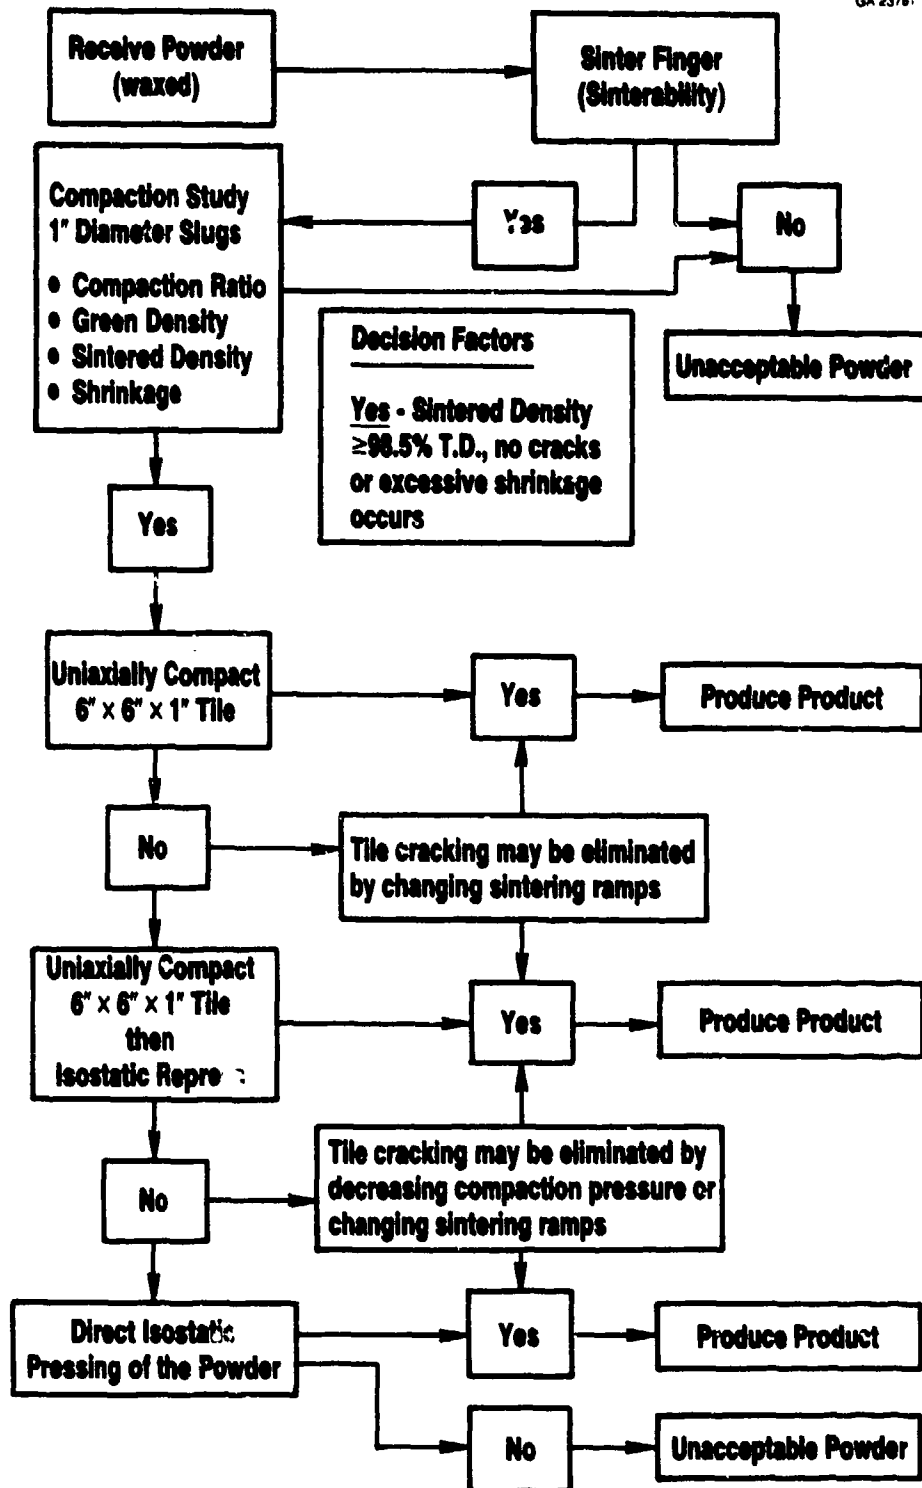 Receive Powder
(waxed)
Sinter Finger
(Sinterability)
Compaction Study
1" Diameter Slugs
• Compaction Ratio
• Green Density
• Sintered Density
• Shrinkage
Yes
No
Unacceptable Powder
Decision Factors
Yes - Sintered Density
≥98.5% T.D., no cracks
or excessive shrinkage
occurs
Yes
Uniaxially Compact
6" × 6" × 1" Tile
Yes
Produce Product
No
Tile cracking may be eliminated
by changing sintering ramps
Uniaxially Compact
6" × 6" × 1" Tile
then
Isostatic
Yes
Produce Product
No
Tile cracking may be eliminated by
decreasing compaction pressure or
changing sintering ramps
Direct Isostatic
Pressing of the Powder
Yes
Produce Product
No
Unacceptable Powder